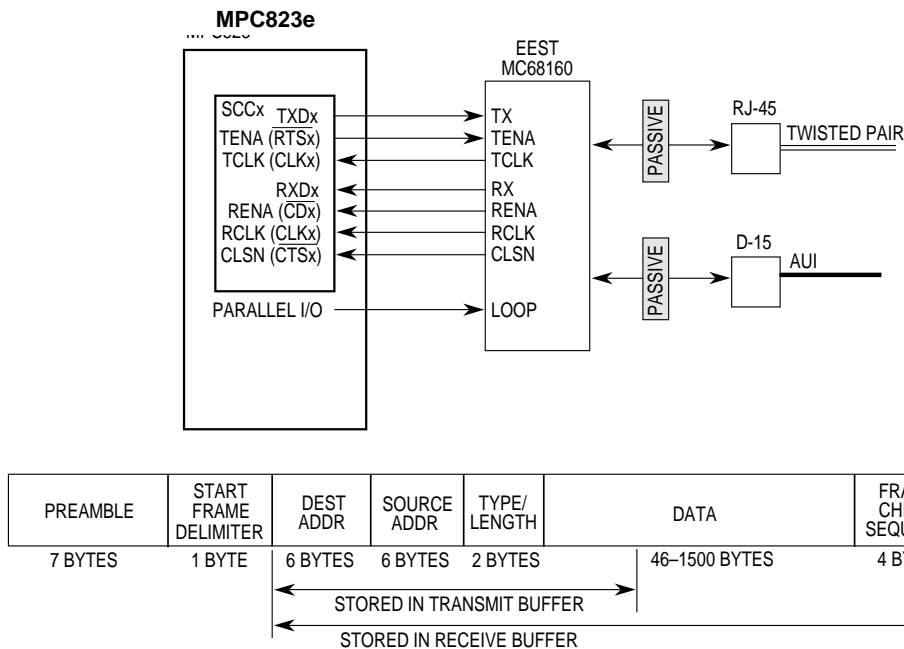 MPC823e
EEST
MC68160
SCCx
TXDx
TENA (RTSx)
TCLK (CLKx)
RXDx
RENA (CDx)
RCLK (CLKx)
CLSN (CTSx)
PARALLEL I/O
TX
TENA
TCLK
RX
RENA
RCLK
CLSN
LOOP
PASSIVE
RJ-45
TWISTED PAIR
PASSIVE
D-15
AUI
PREAMBLE
START
FRAME
DELIMITER
DEST
ADDR
SOURCE
ADDR
TYPE/
LENGTH
DATA
7 BYTES
1 BYTE
6 BYTES
6 BYTES
2 BYTES
46–1500 BYTES
4
STORED IN TRANSMIT BUFFER
STORED IN RECEIVE BUFFER